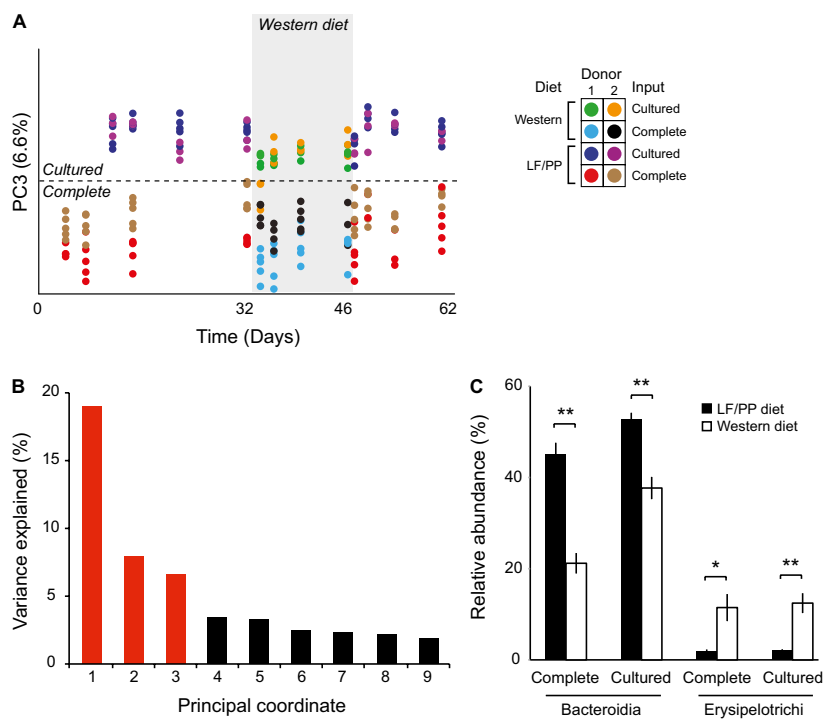 A
Western diet
PC3 (6.6%)
Cultured
Complete
0
32
46
62
Time (Days)
Donor
Diet
1
2
Input
Western
Cultured
Complete
LF/PP
Cultured
Complete
B
Variance explained (%)
20
15
10
5
0
1 2 3 4 5 6 7 8 9
Principal coordinate
C
Relative abundance (%)
60
40
20
0
LF/PP diet
Western diet
**
**
*
**
Complete Cultured Complete Cultured
Bacteroidia Erysipelotrichi